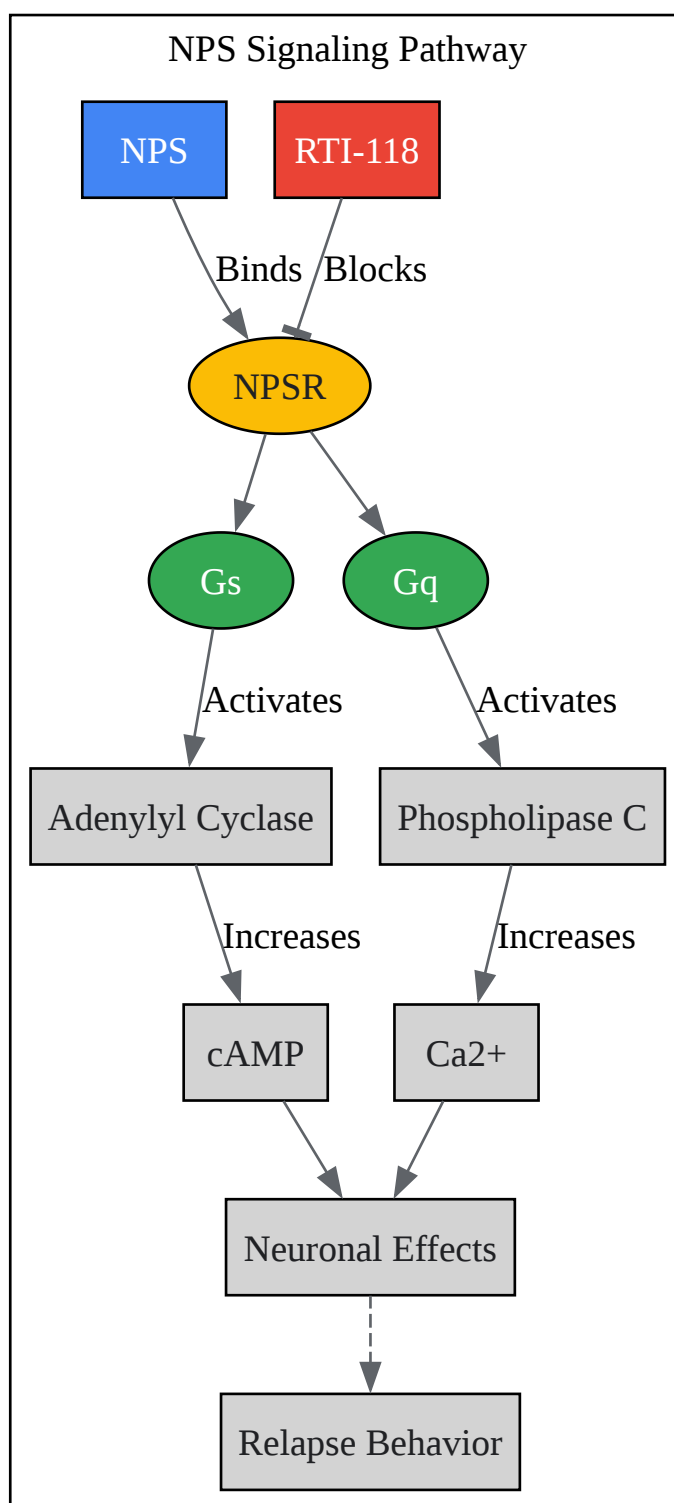 NPS Signaling Pathway
NPS
RTI-118
Binds
Blocks
NPSR
Gs
Gq
Activates
Activates
Adenylyl Cyclase
Phospholipase C
Increases
Increases
cAMP
Ca2+
Neuronal Effects
Relapse Behavior